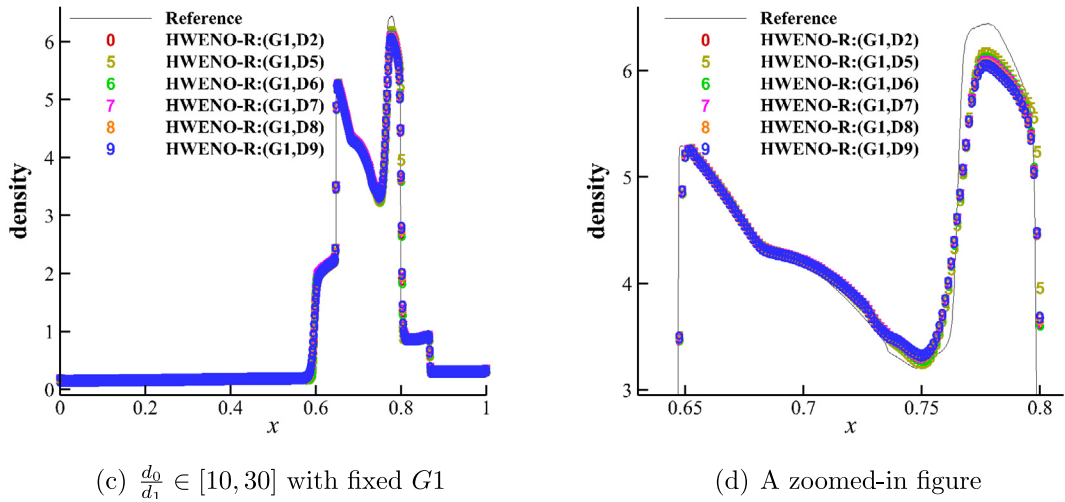 Reference
0 HWENO-R:(G1,D2)
5 HWENO-R:(G1,D5)
6 HWENO-R:(G1,D6)
7 HWENO-R:(G1,D7)
8 HWENO-R:(G1,D8)
9 HWENO-R:(G1,D9)
density
6
5
4
3
2
1
0
0 0.2 0.4 0.6 0.8 1
x
(c) d₀/d₁ ∈ [10, 30] with fixed G1
Reference
0 HWENO-R:(G1,D2)
5 HWENO-R:(G1,D5)
6 HWENO-R:(G1,D6)
7 HWENO-R:(G1,D7)
8 HWENO-R:(G1,D8)
9 HWENO-R:(G1,D9)
density
6
5
4
3
0.65 0.7 0.75 0.8
x
(d) A zoomed-in figure